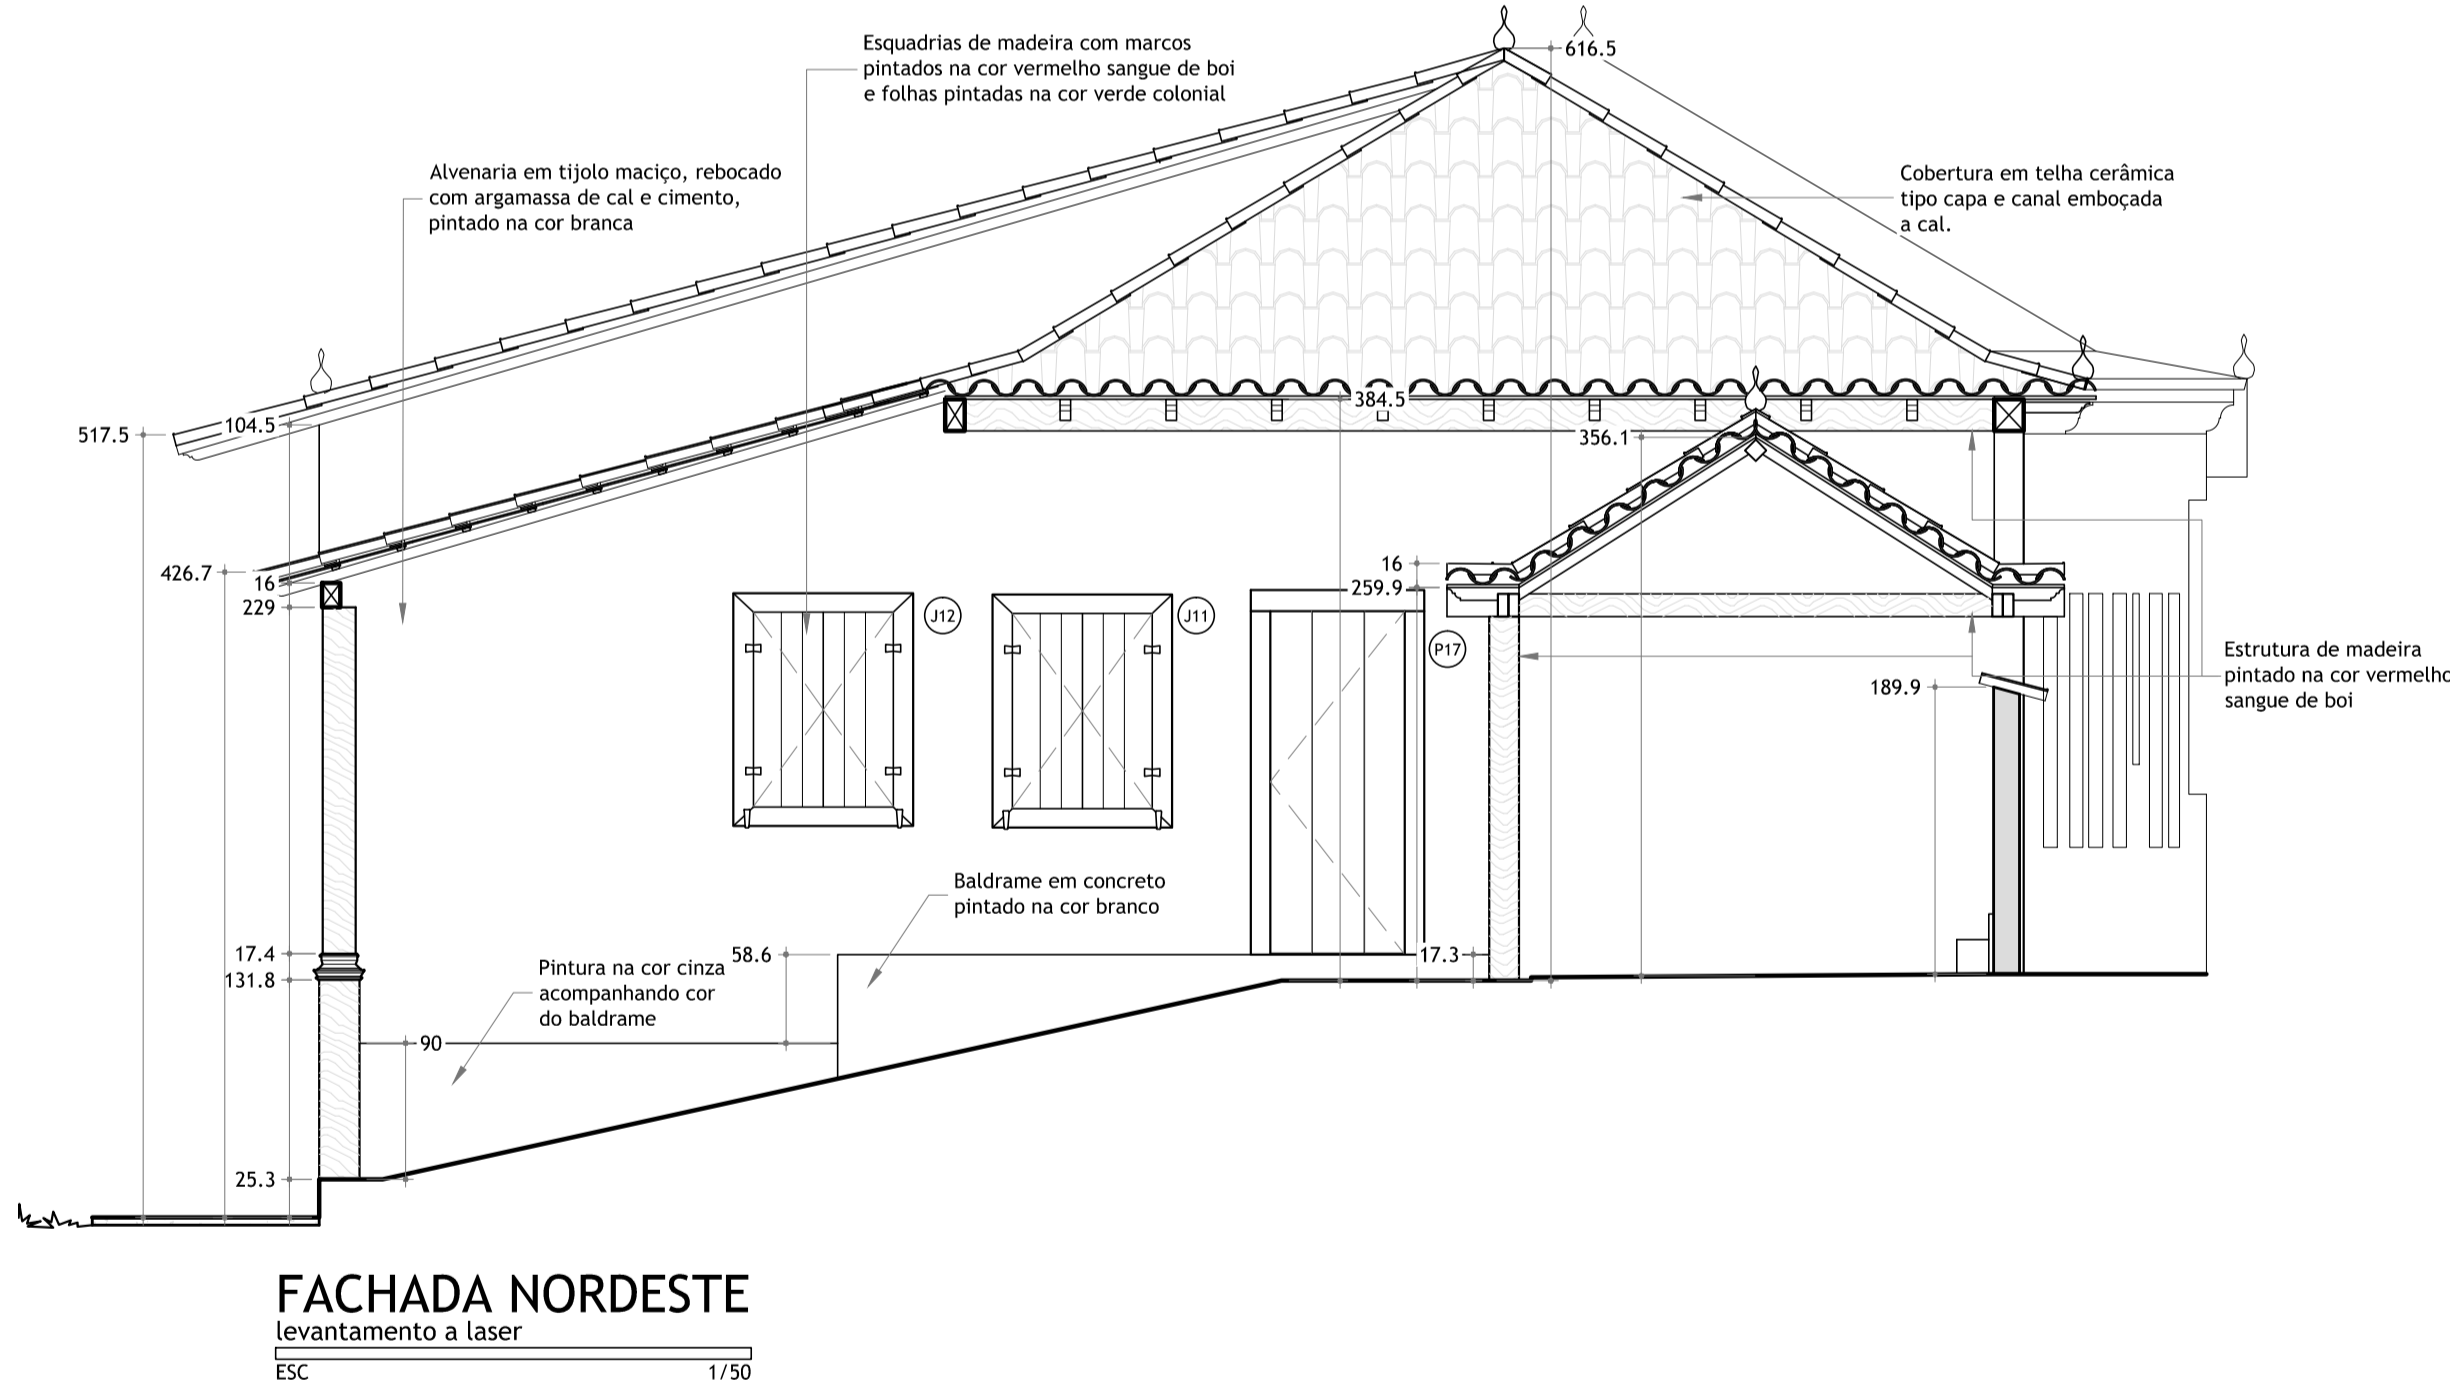 Esquadrias de madeira com marcos
pintados na cor vermelho sangue de boi
e folhas pintadas na cor verde colonial
616.5
Alvenaria em tijolo maciço, rebocado
com argamassa de cal e cimento,
pintado na cor branca
Cobertura em telha cerâmica
tipo capa e canal emboçada
a cal.
517.5
104.5
384.5
356.1
426.7
16
229
16
259.9
J12
J11
P17
189.9
Estrutura de madeira
pintado na cor vermelho
sangue de boi
Baldrame em concreto
pintado na cor branco
17.4
131.8
58.6
17.3
Pintura na cor cinza
acompanhando cor
do baldrame
90
25.3
FACHADA NORDESTE
levantamento a laser
ESC 1/50